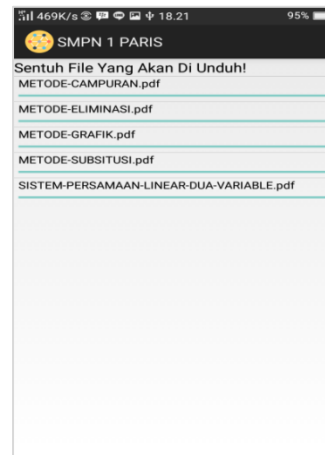 469K/s 18.21 95%
SMPN 1 PARIS
Sentuh File Yang Akan Di Unduh!
METODE-CAMPURAN.pdf
METODE-ELIMINASI.pdf
METODE-GRAFIK.pdf
METODE-SUBSITUSI.pdf
SISTEM-PERSAMAAN-LINEAR-DUA-VARIABLE.pdf